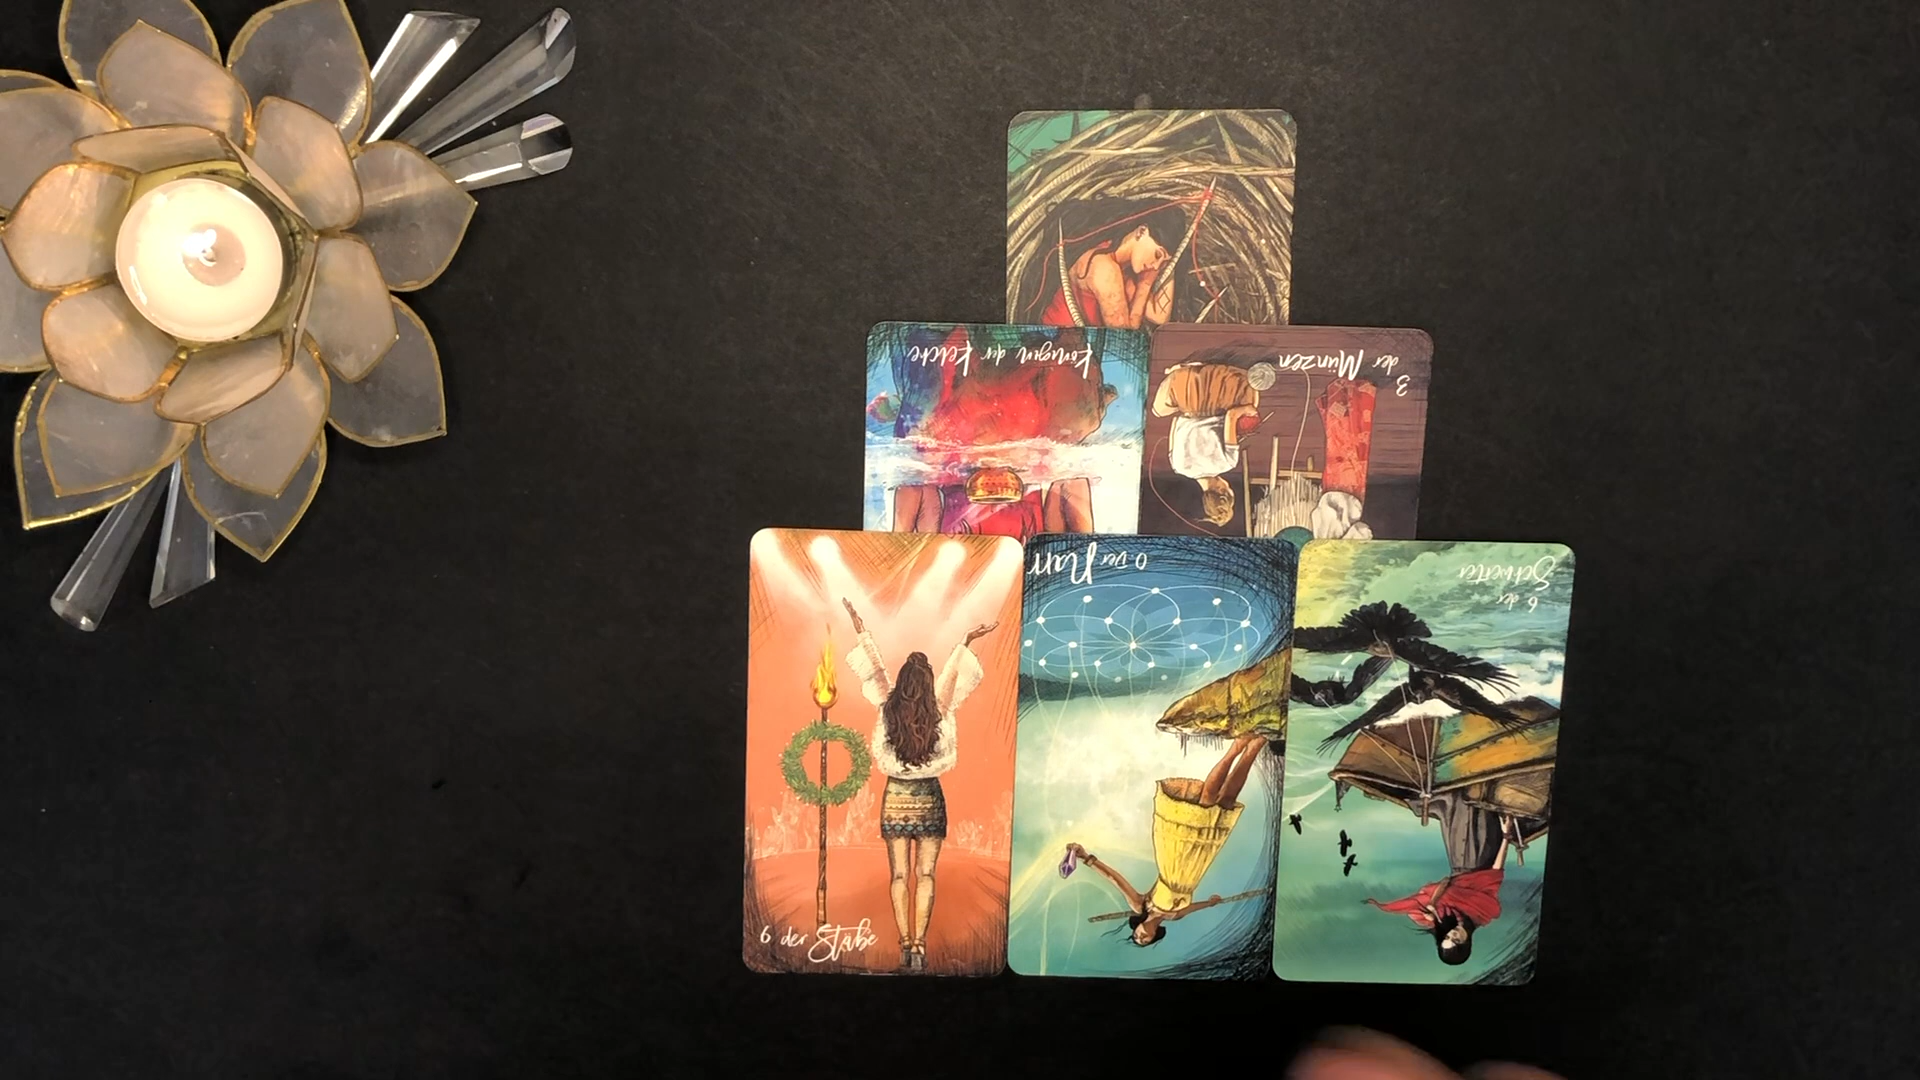 Königin der Kelche
3 der Münzen
0 Der Narr
6 der Schwerter
6 der Stäbe